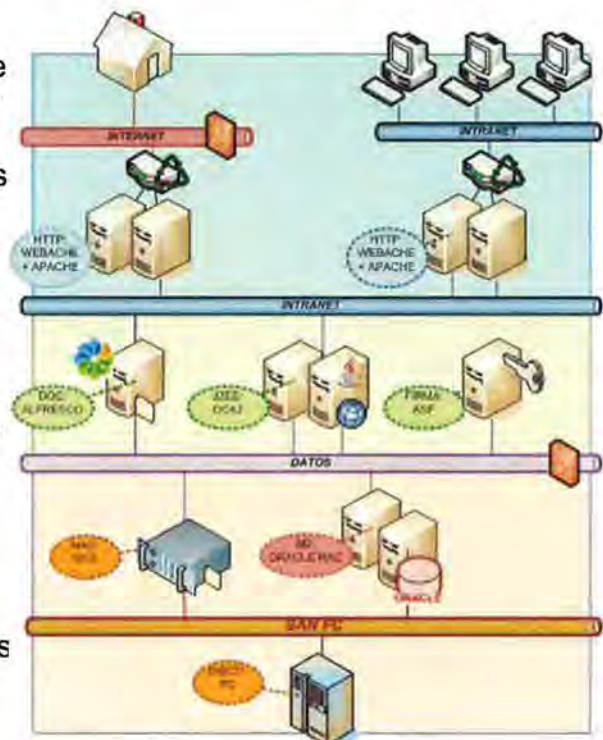 e
INTERNET
INTRANET
s
HTTP:
WEBACHE
+ APACHE
HTTP:
WEBACHE
+ APACHE
INTRANET
DOC:
ALFRESCO
J2EE:
OC4J
FIRMA:
ASF
DATOS
BD:
ORACLE RAC
ORACLE
SAN FC
s
FC